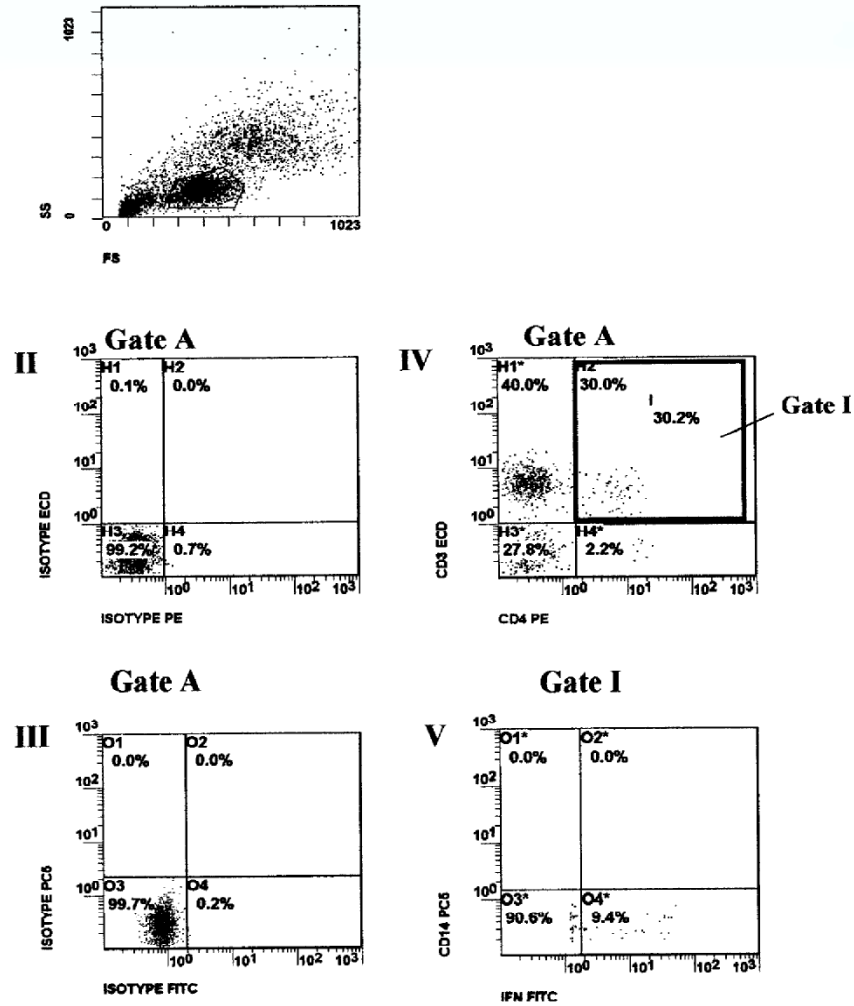 1023
SS
0
0 1023
FS
Gate A
II
10³
H1 H2
0.1% 0.0%
10²
10¹
10⁰
H3 H4
99.2% 0.7%
ISOTYPE ECD
10⁰ 10¹ 10² 10³
ISOTYPE PE
Gate A
IV
10³
H1* H2
40.0% 30.0%
I
30.2%
Gate I
10²
10¹
10⁰
H3* H4*
27.8% 2.2%
CD3 ECD
10⁰ 10¹ 10² 10³
CD4 PE
Gate A
III
10³
O1 O2
0.0% 0.0%
10²
10¹
10⁰
O3 O4
99.7% 0.2%
ISOTYPE PC5
10⁰ 10¹ 10² 10³
ISOTYPE FITC
Gate I
V
10³
O1* O2*
0.0% 0.0%
10²
10¹
10⁰
O3* O4*
90.6% 9.4%
CD14 PC5
10⁰ 10¹ 10² 10³
IFN FITC